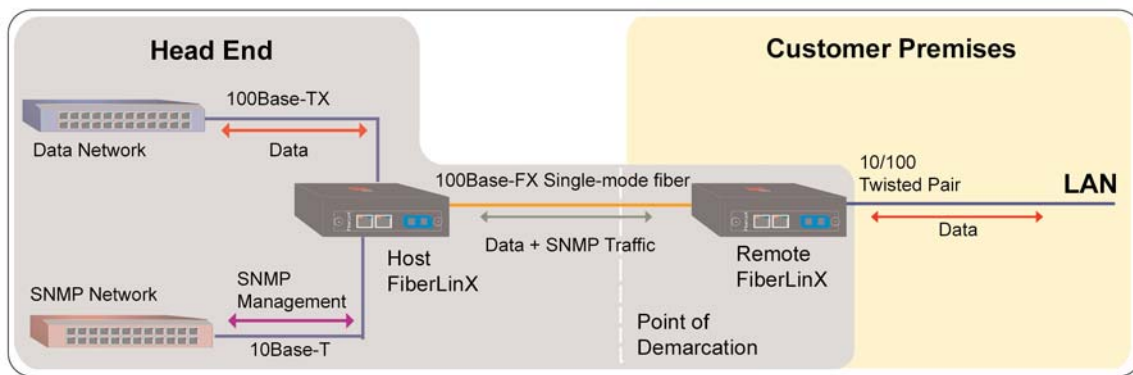 Head End
Customer Premises
100Base-TX
Data Network
Data
100Base-FX Single-mode fiber
10/100
Twisted Pair
LAN
Data + SNMP Traffic
Data
Host
FiberLinX
Remote
FiberLinX
SNMP Network
SNMP
Management
10Base-T
Point of
Demarcation